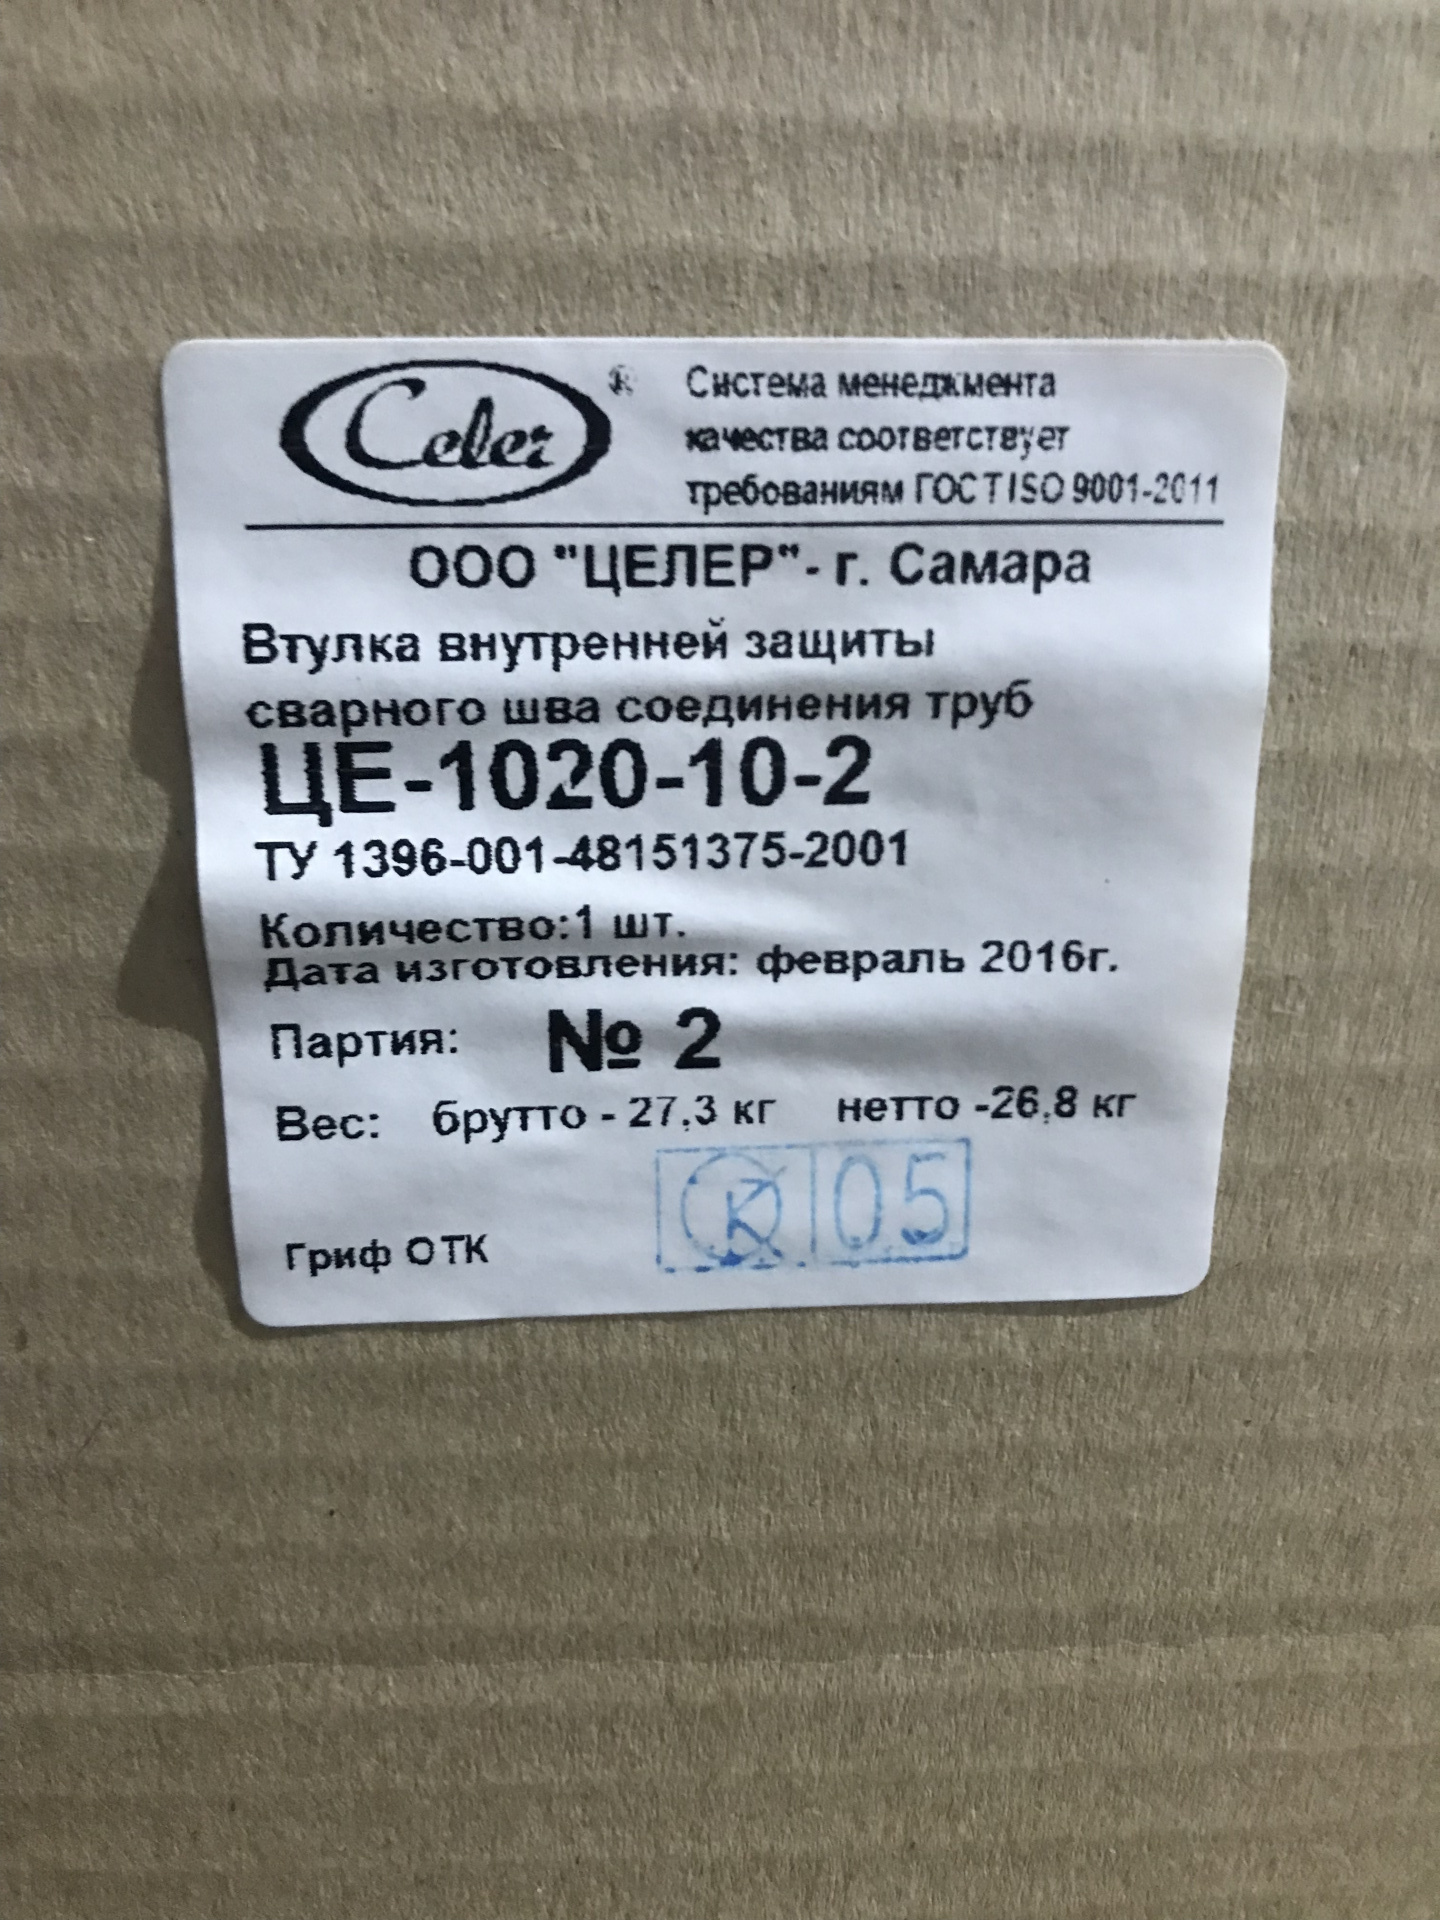 Celer ®
Система менеджмента
качества соответствует
требованиям ГОСТ ISO 9001-2011
ООО "ЦЕЛЕР"- г. Самара
Втулка внутренней защиты
сварного шва соединения труб
ЦЕ-1020-10-2
ТУ 1396-001-48151375-2001
Количество:1 шт.
Дата изготовления: февраль 2016г.
Партия: № 2
Вес: брутто - 27,3 кг нетто -26,8 кг
К 05
Гриф ОТК